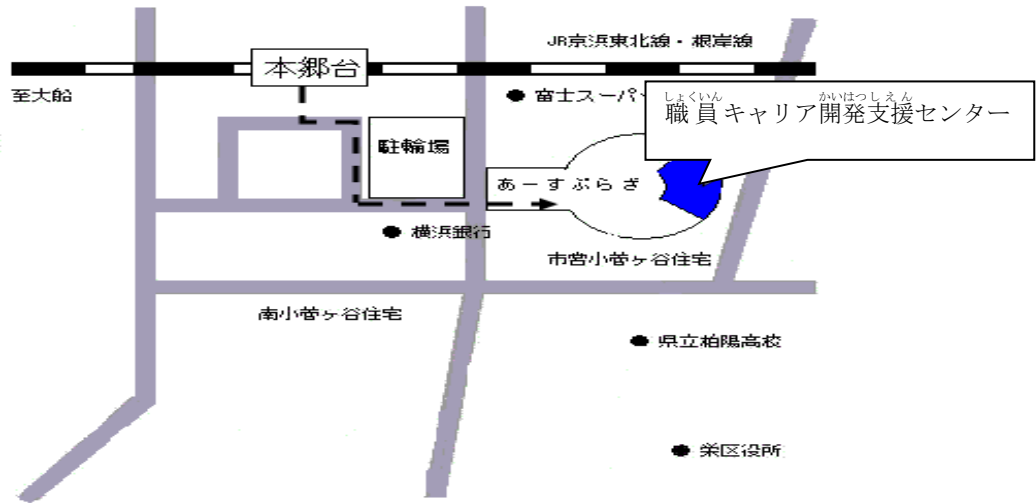 JR京浜東北線・根岸線
本郷台
至大船
富士スーパー
しょくいん かいはつしえん
職員キャリア開発支援センター
駐輪場
あーすぷらざ
横浜銀行
市営小菅ヶ谷住宅
南小菅ヶ谷住宅
県立柏陽高校
栄区役所